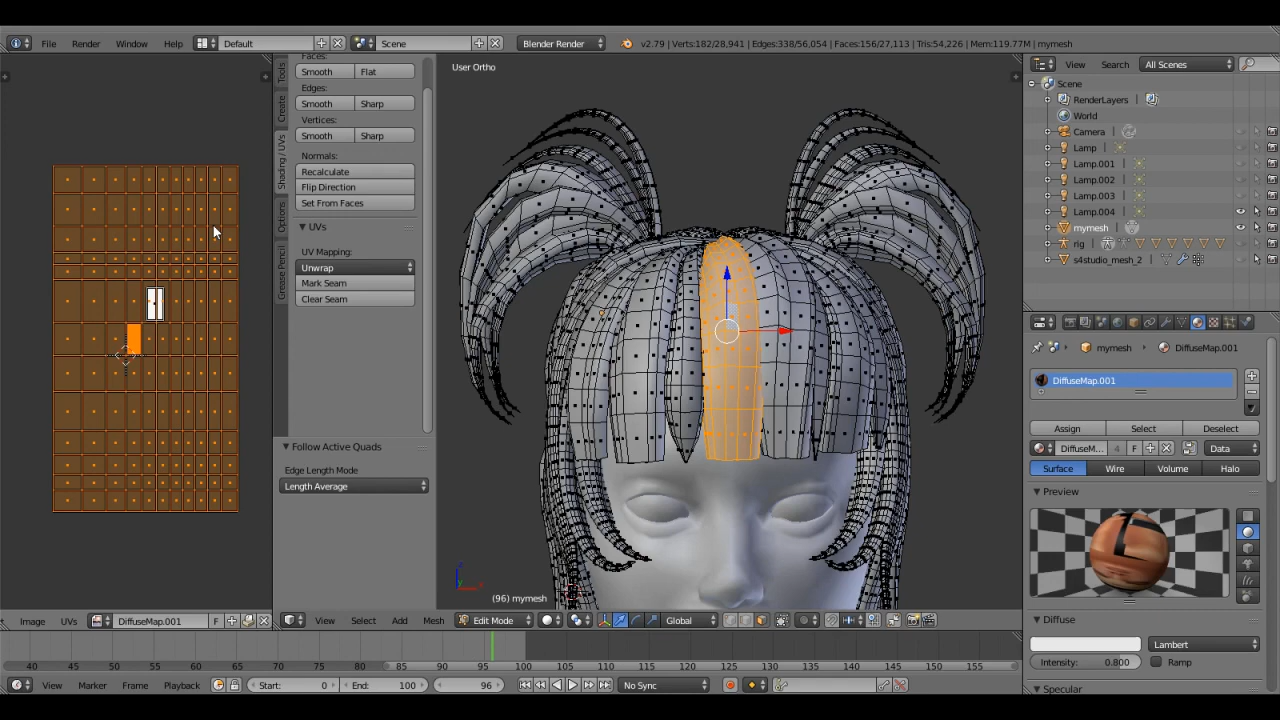 File Render Window Help Default Scene Blender Render v2.79 | Verts:182/28,941 | Edges:338/56,054 | Faces:156/27,113 | Tris:54,226 | Mem:119.77M | mymesh
User Ortho
Tools
Create
Shading / UVs
Options
Grease Pencil
Faces:
Smooth Flat
Edges:
Smooth Sharp
Vertices:
Smooth Sharp
Normals:
Recalculate
Flip Direction
Set From Faces
UVs
UV Mapping:
Unwrap
Mark Seam
Clear Seam
Follow Active Quads
Edge Length Mode
Length Average
(96) mymesh
View Search All Scenes
Scene
RenderLayers
World
Camera
Lamp
Lamp.001
Lamp.002
Lamp.003
Lamp.004
mymesh
rig
s4studio_mesh_2
mymesh DiffuseMap.001
DiffuseMap.001
Assign Select Deselect
DiffuseM... 4 F Data
Surface Wire Volume Halo
Preview
Diffuse
Lambert
Intensity: 0.800 Ramp
Specular
Image UVs DiffuseMap.001 F View Select Add Mesh Edit Mode Global
40 45 50 55 60 65 70 75 80 85 90 95 100 105 110 115 120 125 130 135 140 145 150 155
View Marker Frame Playback Start: 0 End: 100 96 No Sync